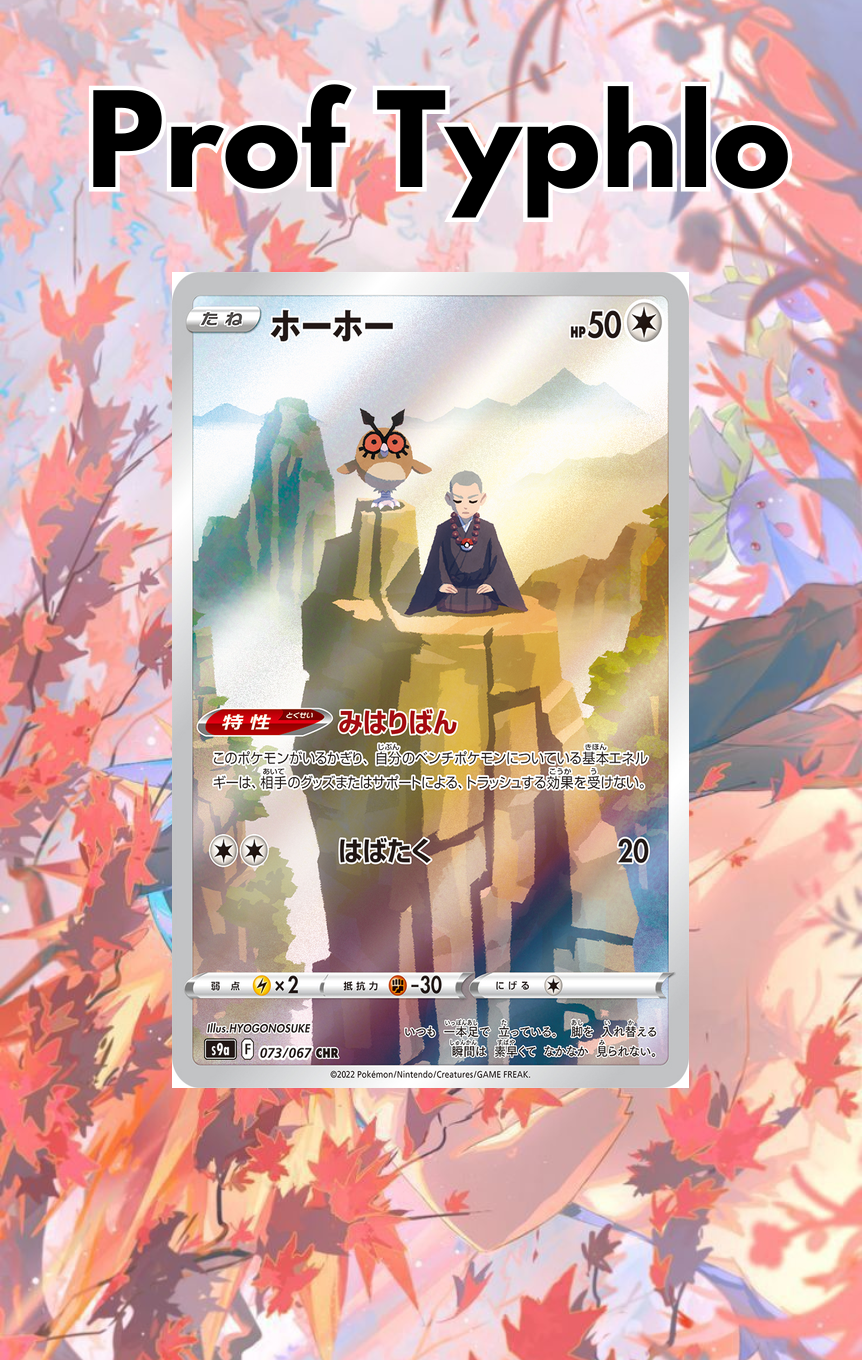 Prof Typhlo
たね ホーホー HP 50
特性 とくせい みはりばん
このポケモンがいるかぎり、自分のベンチポケモンについている基本エネル
ギーは、相手のグッズまたはサポートによる、トラッシュする効果を受けない。
はばたく 20
弱点 ×2 抵抗力 -30 にげる
Illus. HYOGONOSUKE
いつも 一本足で 立っている。 脚を 入れ替える
s9a F 073/067 CHR
瞬間は 素早くて なかなか 見られない。
©2022 Pokémon/Nintendo/Creatures/GAME FREAK.